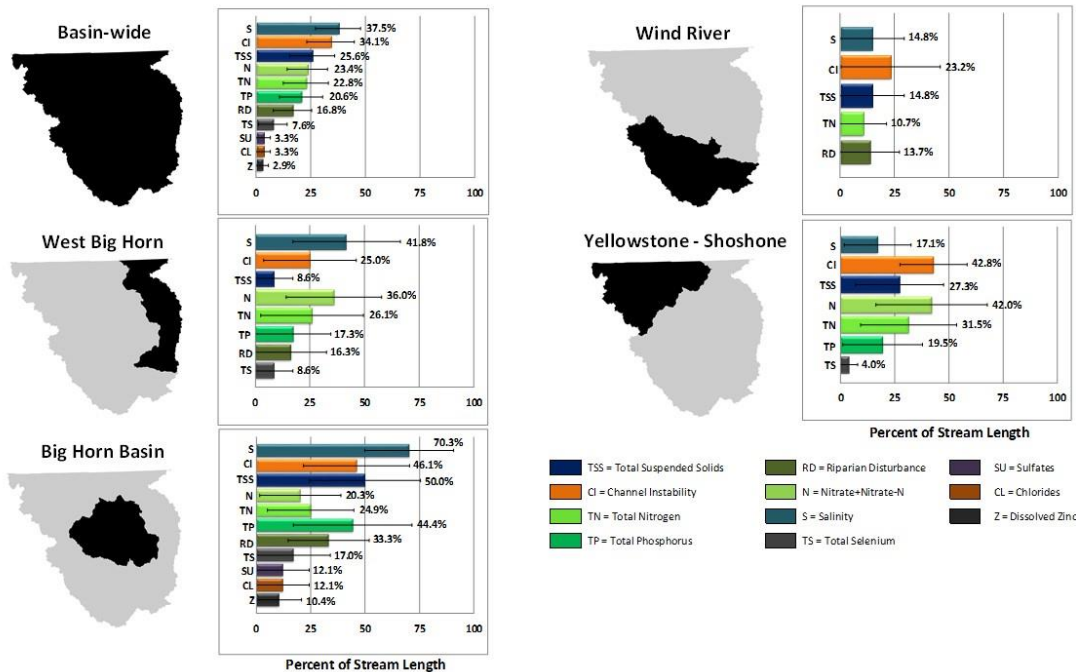 Basin-wide
S 37.5%
CI 34.1%
TSS 25.6%
N 23.4%
TN 22.8%
TP 20.6%
RD 16.8%
TS 7.6%
SU 3.3%
CL 3.3%
Z 2.9%
0 25 50 75 100
Wind River
S 14.8%
CI 23.2%
TSS 14.8%
TN 10.7%
RD 13.7%
0 25 50 75 100
West Big Horn
S 41.8%
CI 25.0%
TSS 8.6%
N 36.0%
TN 26.1%
TP 17.3%
RD 16.3%
TS 8.6%
0 25 50 75 100
Yellowstone - Shoshone
S 17.1%
CI 42.8%
TSS 27.3%
N 42.0%
TN 31.5%
TP 19.5%
TS 4.0%
0 25 50 75 100
Percent of Stream Length
Big Horn Basin
S 70.3%
CI 46.1%
TSS 50.0%
N 20.3%
TN 24.9%
TP 44.4%
RD 33.3%
TS 17.0%
SU 12.1%
CL 12.1%
Z 10.4%
0 25 50 75 100
Percent of Stream Length
TSS = Total Suspended Solids
RD = Riparian Disturbance
SU = Sulfates
CI = Channel Instability
N = Nitrate+Nitrate-N
CL = Chlorides
TN = Total Nitrogen
S = Salinity
Z = Dissolved Zinc
TP = Total Phosphorus
TS = Total Selenium